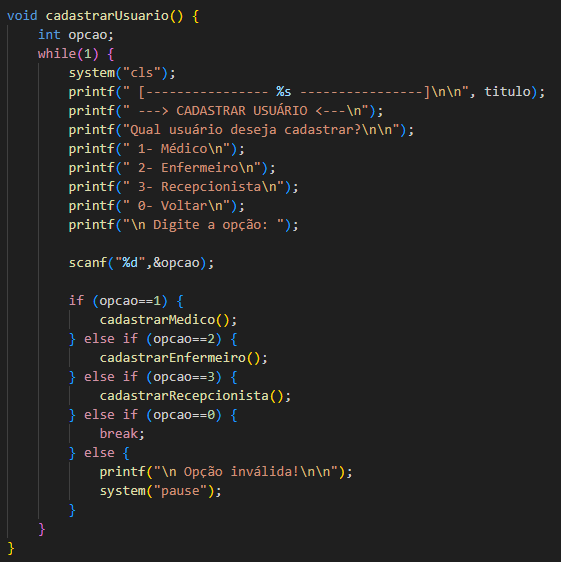 void cadastrarUsuario() {
    int opcao;
    while(1) {
        system("cls");
        printf(" [---------------- %s ----------------]\n\n", titulo);
        printf(" ---> CADASTRAR USUÁRIO <---\n");
        printf("Qual usuário deseja cadastrar?\n\n");
        printf(" 1- Médico\n");
        printf(" 2- Enfermeiro\n");
        printf(" 3- Recepcionista\n");
        printf(" 0- Voltar\n");
        printf("\n Digite a opção: ");

        scanf("%d",&opcao);

        if (opcao==1) {
            cadastrarMedico();
        } else if (opcao==2) {
            cadastrarEnfermeiro();
        } else if (opcao==3) {
            cadastrarRecepcionista();
        } else if (opcao==0) {
            break;
        } else {
            printf("\n Opção inválida!\n\n");
            system("pause");
        }
    }
}